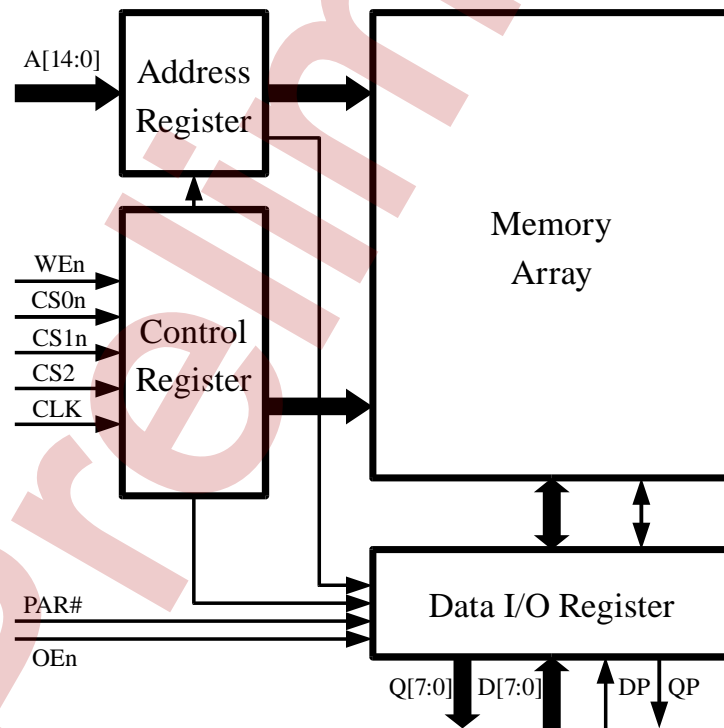 A[14:0]
Address
Register
Memory
Array
WEn
CS0n
CS1n
CS2
CLK
Control
Register
PAR#
OEn
Data I/O Register
Q[7:0]
D[7:0]
DP
QP
Prelim